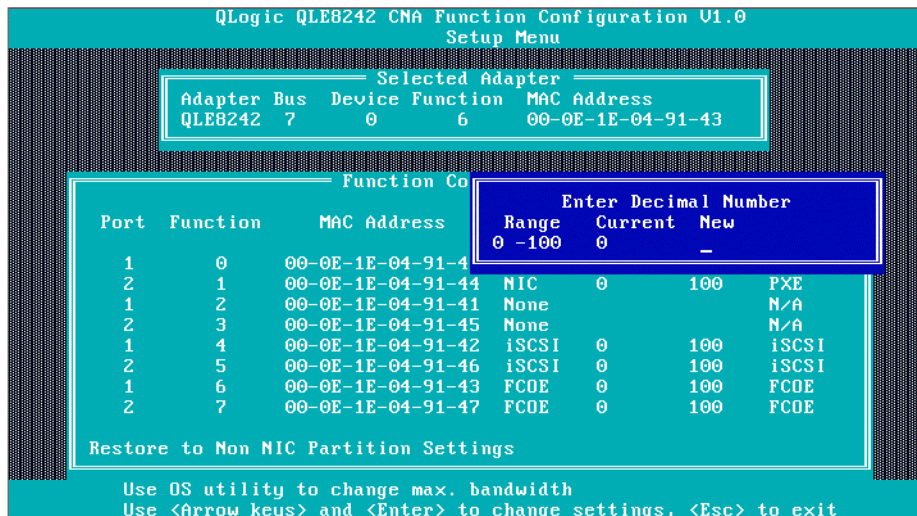 QLogic QLE8242 CNA Function Configuration V1.0
Setup Menu
Selected Adapter
Adapter Bus Device Function MAC Address
QLE8242 7 0 6 00-0E-1E-04-91-43
Function Co
Enter Decimal Number
Port Function MAC Address Range Current New
0 -100 0 _
1 0 00-0E-1E-04-91-4
2 1 00-0E-1E-04-91-44 NIC 0 100 PXE
1 2 00-0E-1E-04-91-41 None N/A
2 3 00-0E-1E-04-91-45 None N/A
1 4 00-0E-1E-04-91-42 iSCSI 0 100 iSCSI
2 5 00-0E-1E-04-91-46 iSCSI 0 100 iSCSI
1 6 00-0E-1E-04-91-43 FCOE 0 100 FCOE
2 7 00-0E-1E-04-91-47 FCOE 0 100 FCOE
Restore to Non NIC Partition Settings
Use OS utility to change max. bandwidth
Use <Arrow keys> and <Enter> to change settings, <Esc> to exit